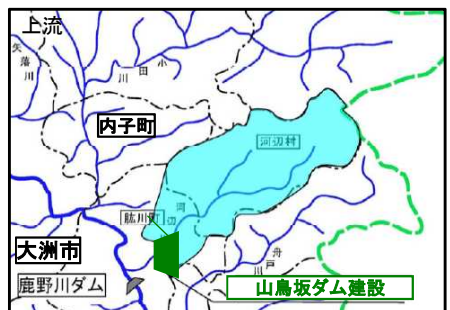 上流
矢落川
小田川
内子町
河辺村
肱川町
河辺
大洲市
舟戸川
鹿野川ダム
山鳥坂ダム建設